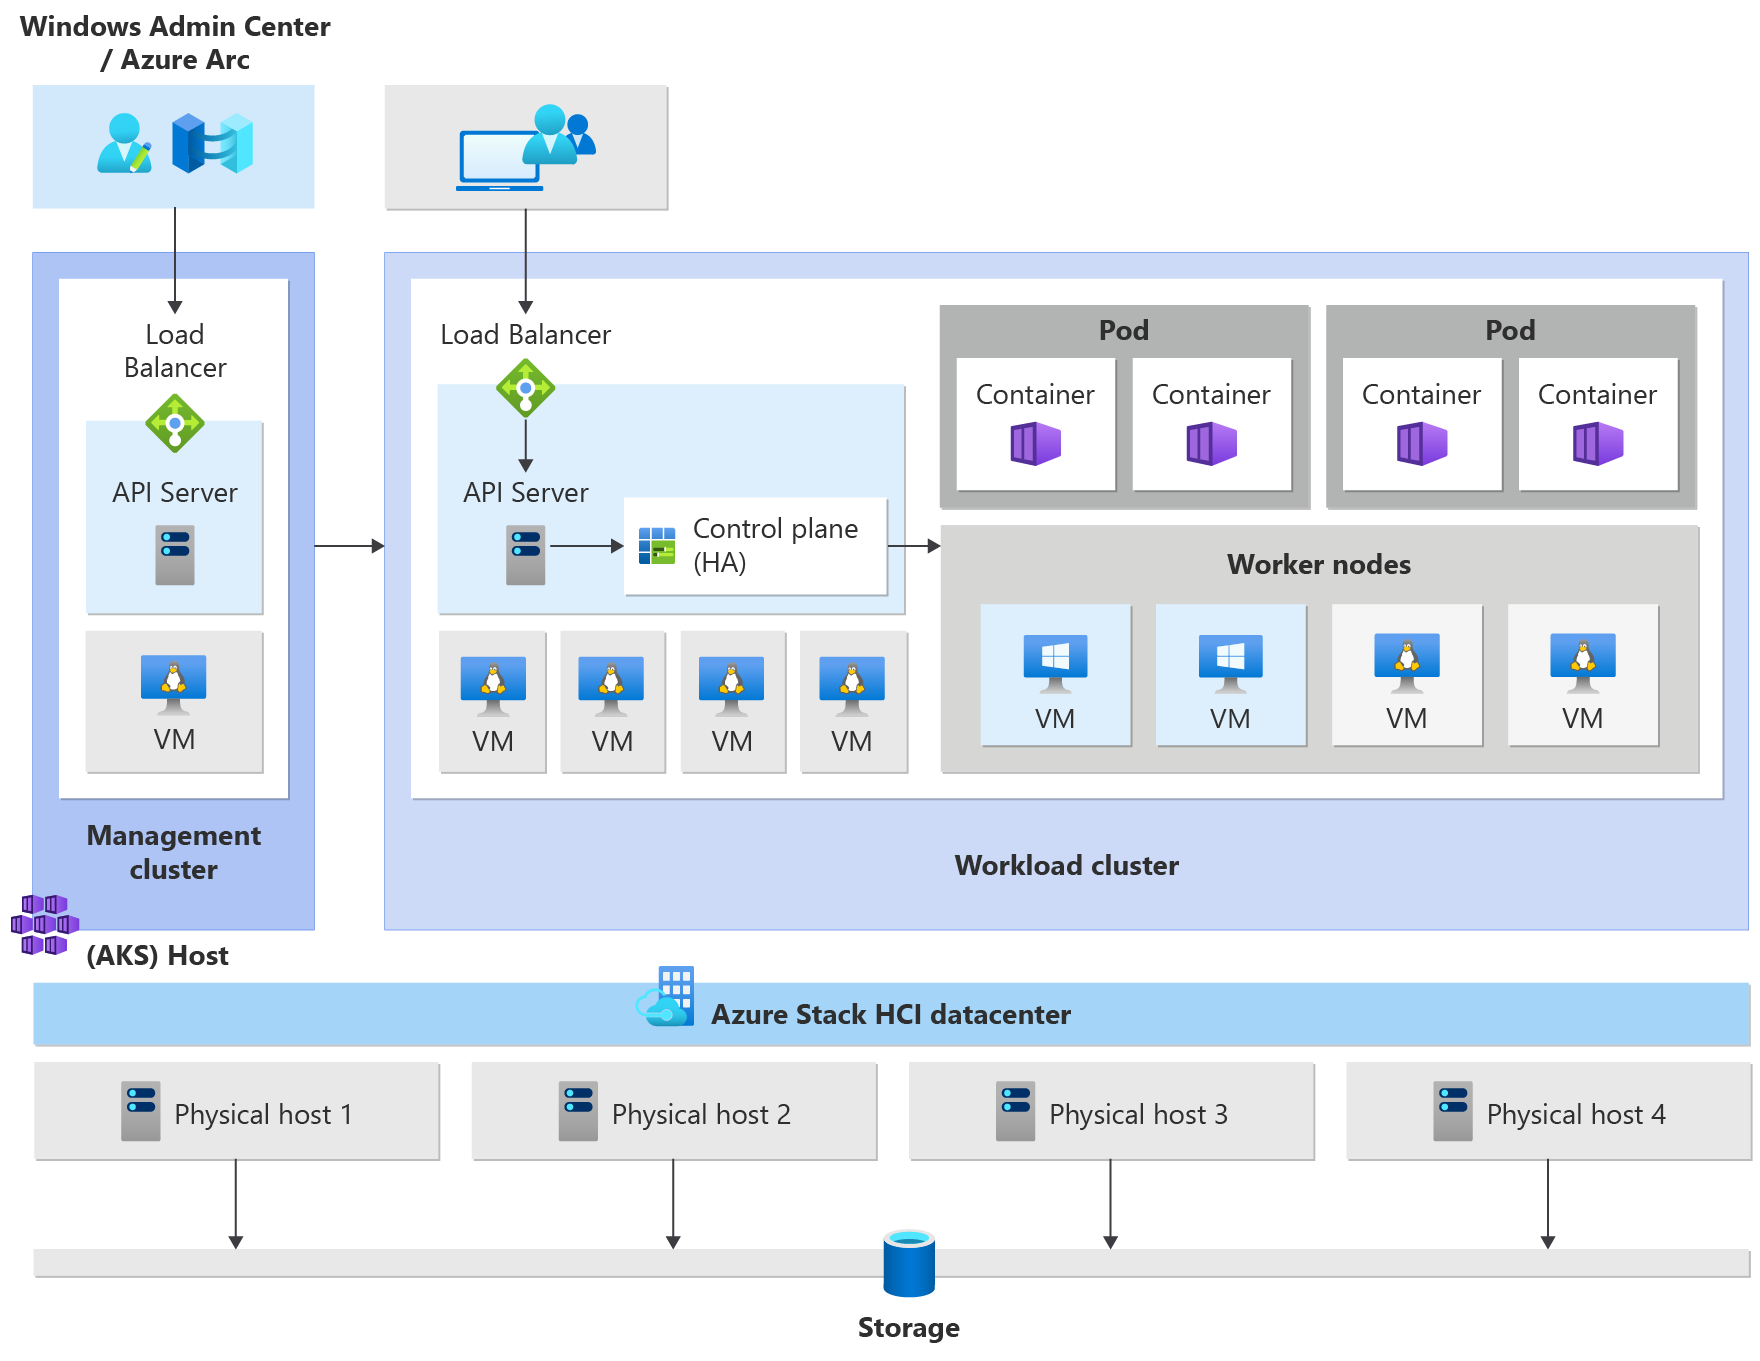 Windows Admin Center
/ Azure Arc
Load
Balancer
API Server
VM
Management
cluster
(AKS) Host
Load Balancer
API Server
Control plane
(HA)
VM
VM
VM
VM
Pod
Container
Container
Pod
Container
Container
Worker nodes
VM
VM
VM
VM
Workload cluster
Azure Stack HCI datacenter
Physical host 1
Physical host 2
Physical host 3
Physical host 4
Storage